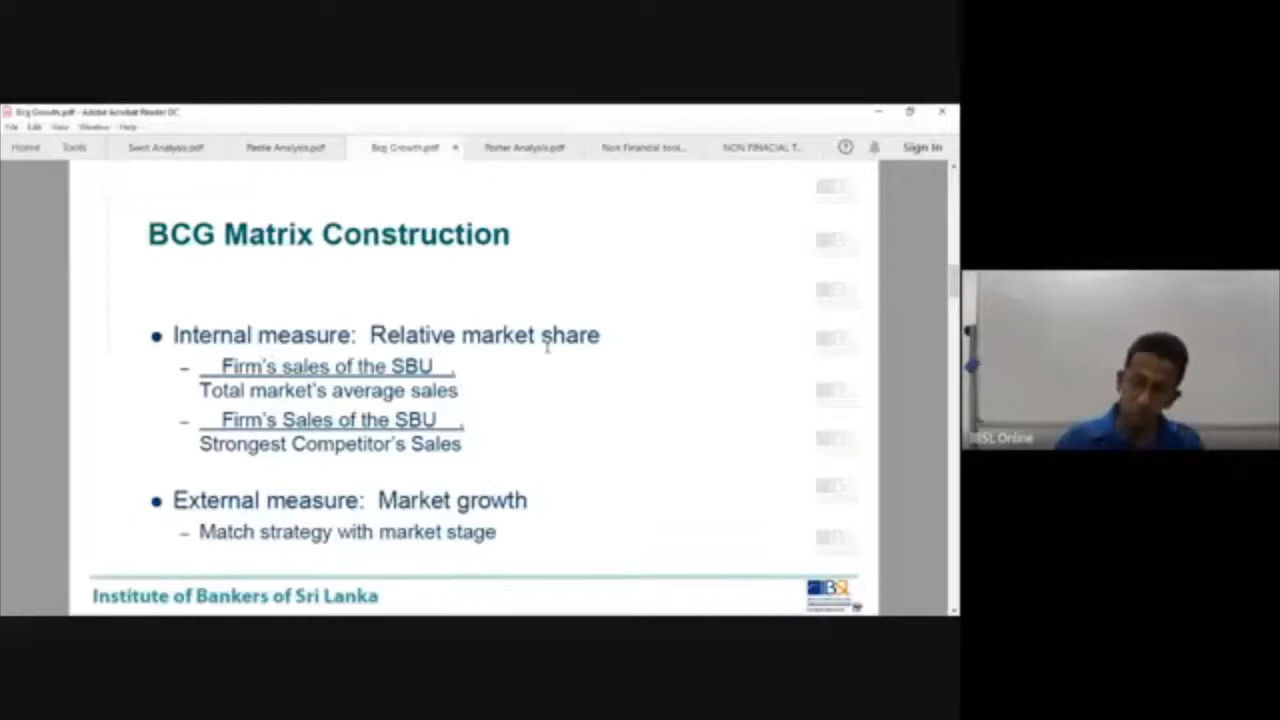 Bcg Growth.pdf - Adobe Acrobat Reader DC
File Edit View Window Help
Home Tools Swot Analysis.pdf Pestle Analysis.pdf Bcg Growth.pdf × Porter Analysis.pdf Non Financial tool... NON FINACIAL T... Sign In
BCG Matrix Construction
• Internal measure: Relative market share
– Firm's sales of the SBU .
Total market's average sales
– Firm's Sales of the SBU .
Strongest Competitor's Sales
• External measure: Market growth
– Match strategy with market stage
Institute of Bankers of Sri Lanka
IBSL
IBSL Online